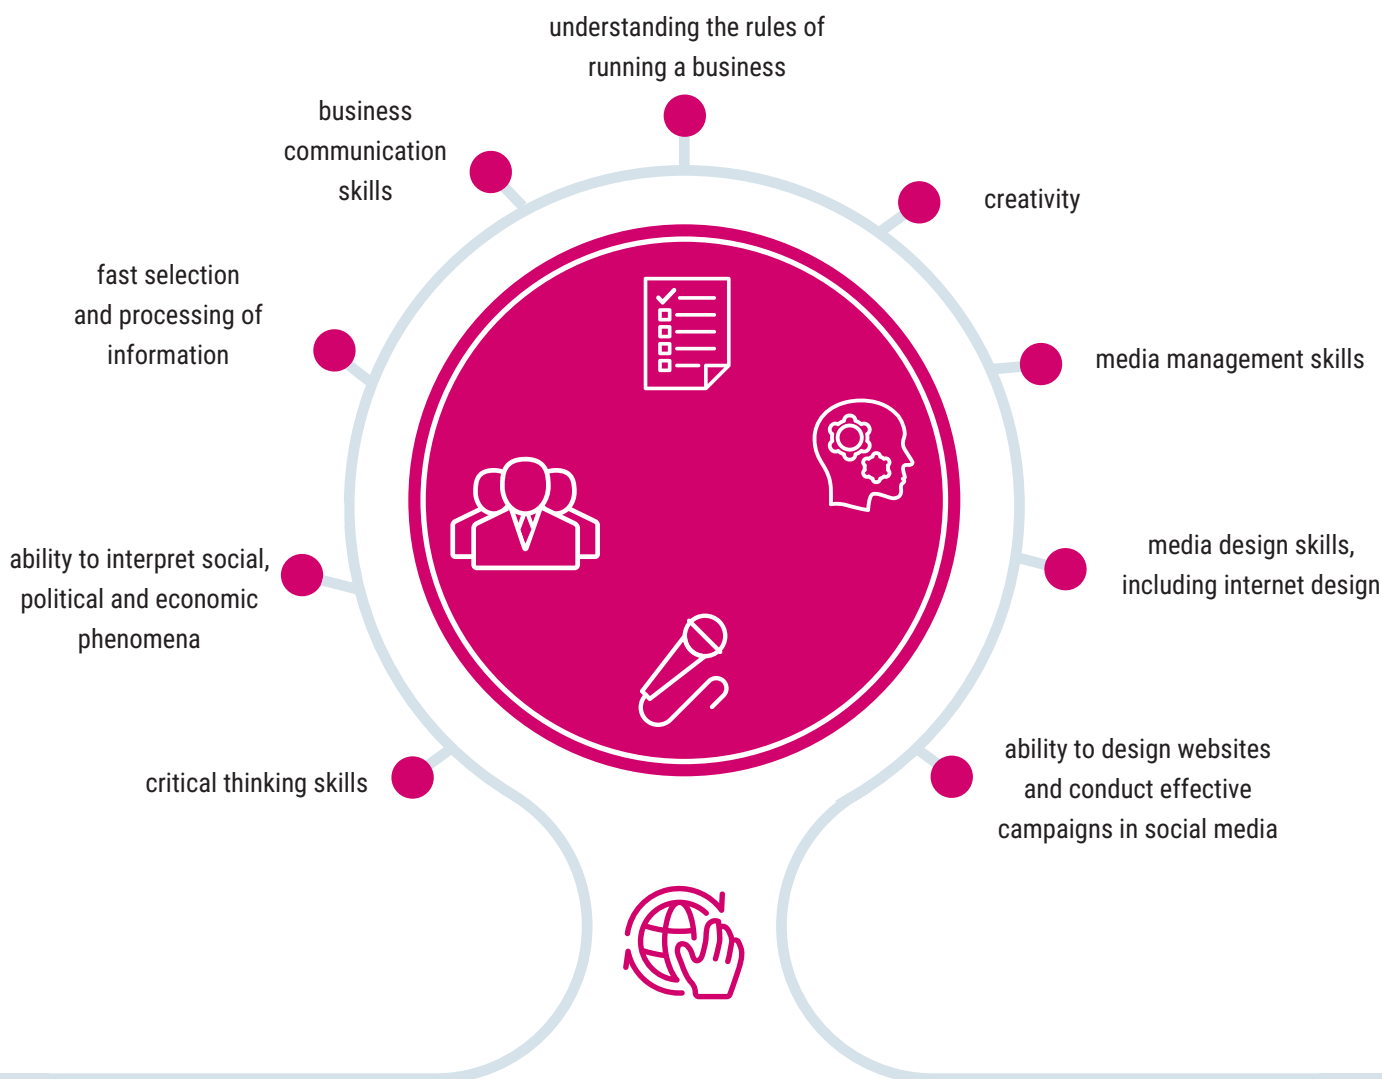 understanding the rules of
running a business
business
communication
skills
creativity
fast selection
and processing of
information
media management skills
ability to interpret social,
political and economic
phenomena
media design skills,
including internet design
critical thinking skills
ability to design websites
and conduct effective
campaigns in social media